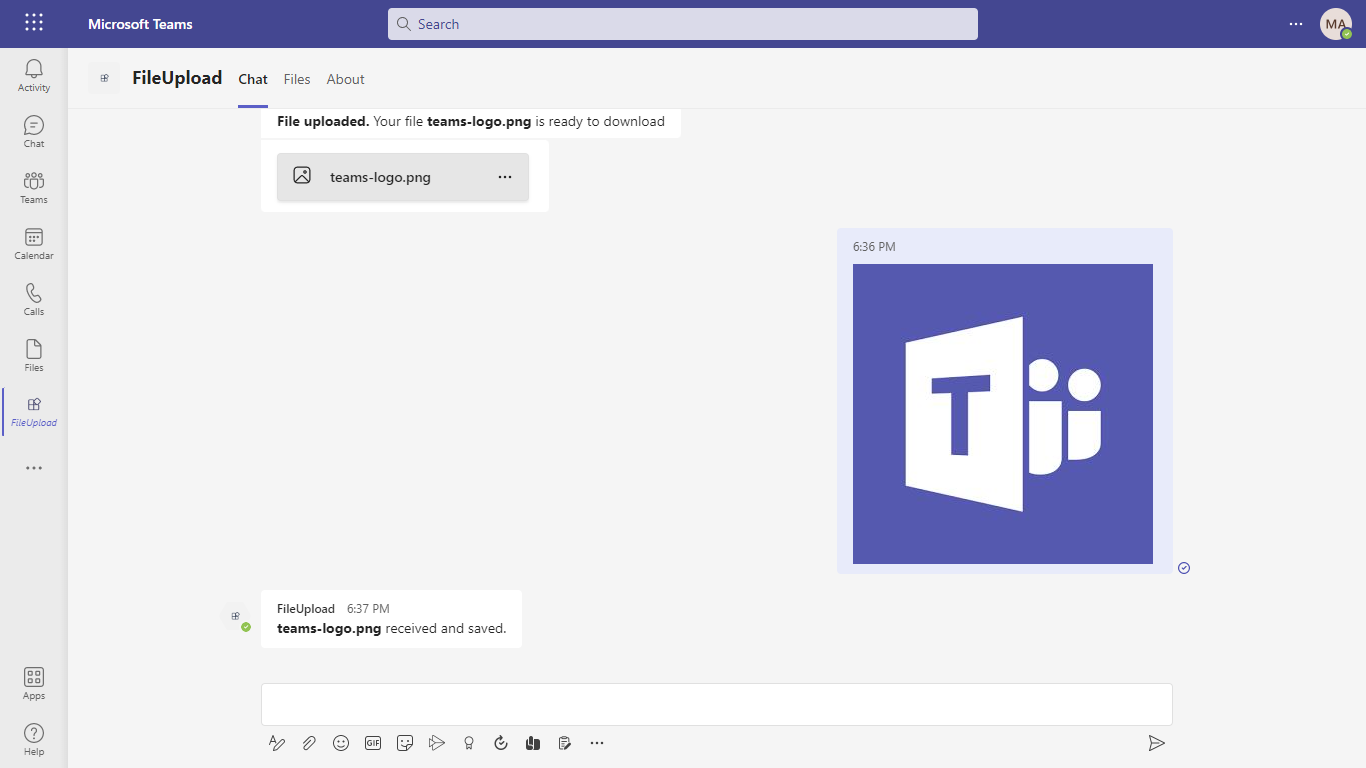 Microsoft Teams
Search
MA
Activity
Chat
Teams
Calendar
Calls
Files
FileUpload
Apps
Help
FileUpload Chat Files About
File uploaded. Your file teams-logo.png is ready to download
teams-logo.png
6:36 PM
T
FileUpload 6:37 PM
teams-logo.png received and saved.
GIF